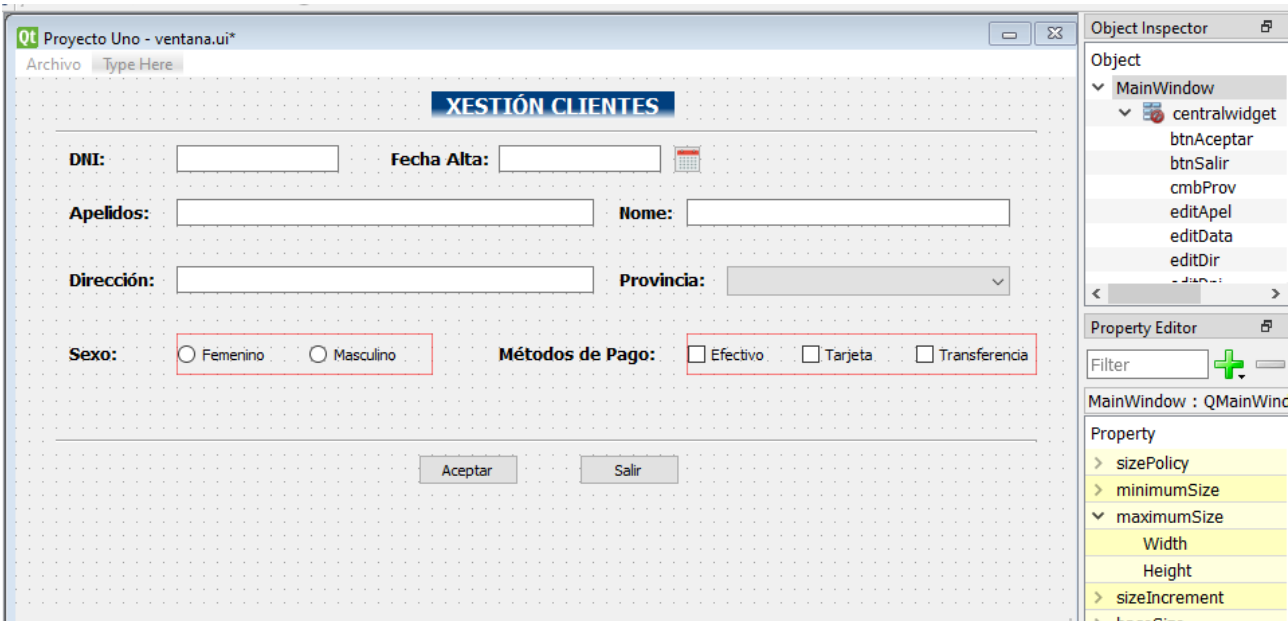 Qt Proyecto Uno - ventana.ui*
Archivo Type Here
XESTIÓN CLIENTES
DNI: Fecha Alta:
Apelidos: Nome:
Dirección: Provincia:
Sexo: Femenino Masculino Métodos de Pago: Efectivo Tarjeta Transferencia
Aceptar Salir
Object Inspector
Object
MainWindow
centralwidget
btnAceptar
btnSalir
cmbProv
editApel
editData
editDir
Property Editor
Filter
MainWindow : QMainWind
Property
sizePolicy
minimumSize
maximumSize
Width
Height
sizeIncrement